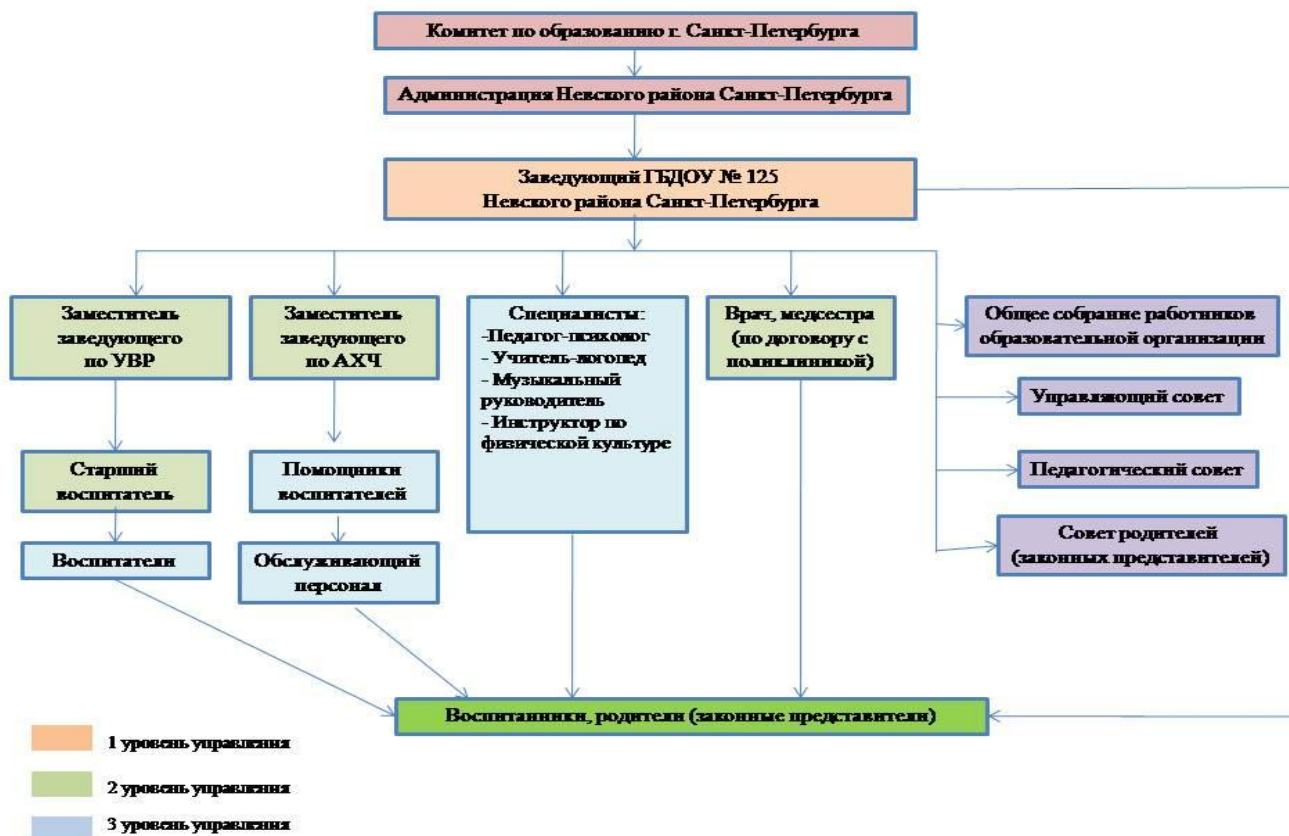 Комитет по образованию г. Санкт-Петербурга
Администрация Невского района Санкт-Петербурга
Заведующий ГБДОУ № 125
Невского района Санкт-Петербурга
Заместитель
заведующего
по УВР
Заместитель
заведующего
по АХЧ
Специалисты:
-Педагог-психолог
- Учитель-логопед
- Музыкальный
руководитель
- Инструктор по
физической культуре
Врач, медсестра
(по договору с
поликлиникой)
Общее собрание работников
образовательной организации
Управляющий совет
Педагогический совет
Совет родителей
(законных представителей)
Старший
воспитатель
Помощники
воспитателей
Воспитатели
Обслуживающий
персонал
Воспитанники, родители (законные представители)
1 уровень управления
2 уровень управления
3 уровень управления